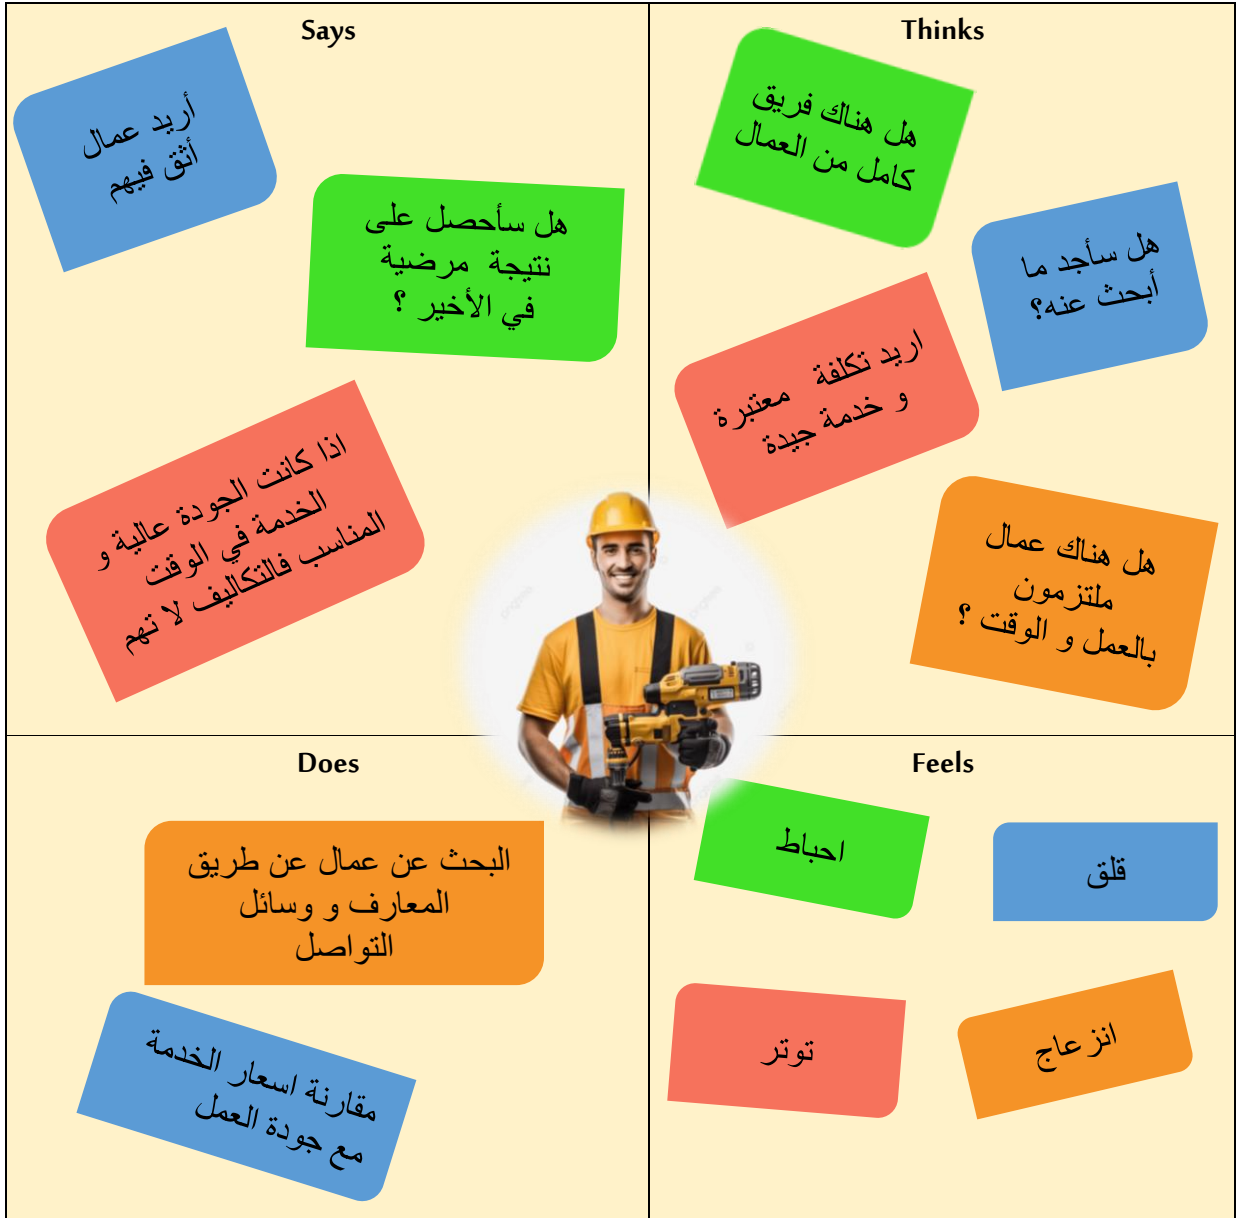 Says
أريد عمال
أثق فيهم
هل سأحصل على
نتيجة مرضية
في الأخير ؟
اذا كانت الجودة عالية و
الخدمة في الوقت
المناسب فالتكاليف لا تهم
Thinks
هل هناك فريق
كامل من العمال
هل سأجد ما
أبحث عنه؟
اريد تكلفة معتبرة
و خدمة جيدة
هل هناك عمال
ملتزمون
بالعمل و الوقت ؟
Does
البحث عن عمال عن طريق
المعارف و وسائل
التواصل
مقارنة اسعار الخدمة
مع جودة العمل
Feels
احباط
قلق
توتر
انزعاج